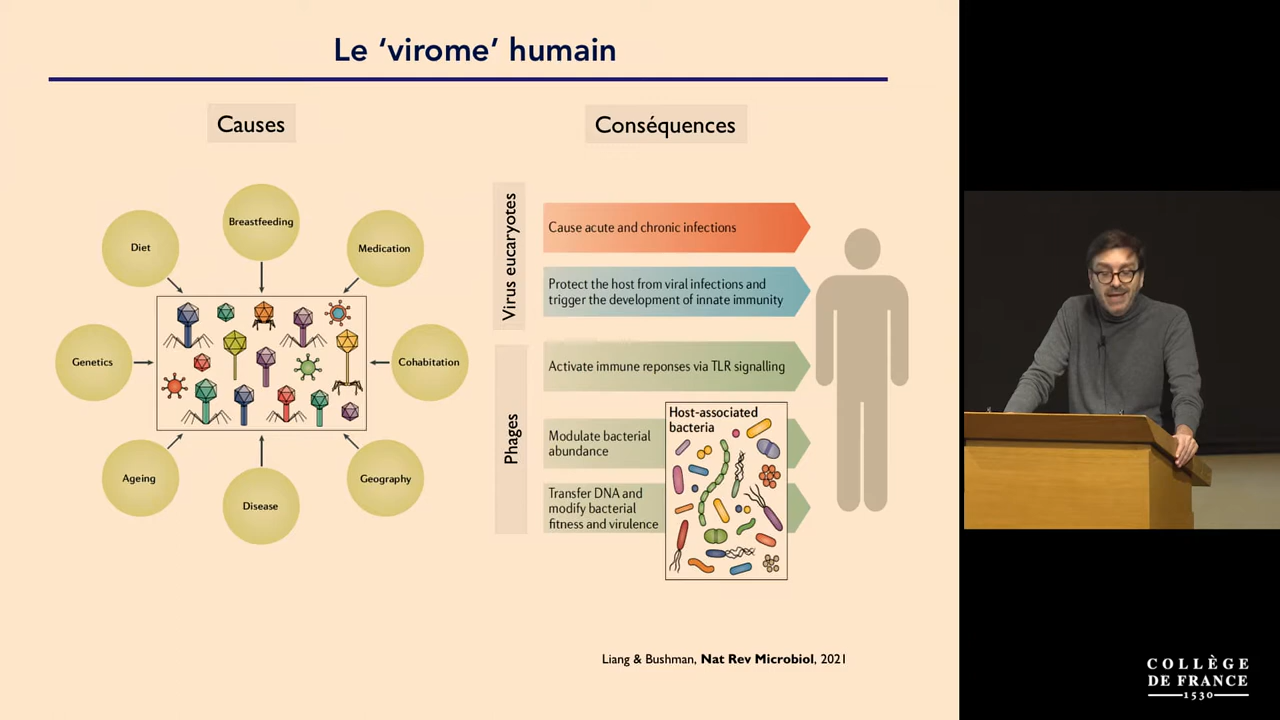 Le ‘virome’ humain
Causes
Breastfeeding
Diet
Medication
Genetics
Cohabitation
Ageing
Geography
Disease
Conséquences
Virus eucaryotes
Cause acute and chronic infections
Protect the host from viral infections and
trigger the development of innate immunity
Phages
Activate immune reponses via TLR signalling
Modulate bacterial
abundance
Transfer DNA and
modify bacterial
fitness and virulence
Host-associated
bacteria
Liang & Bushman, Nat Rev Microbiol, 2021
COLLÈGE
DE FRANCE
1530